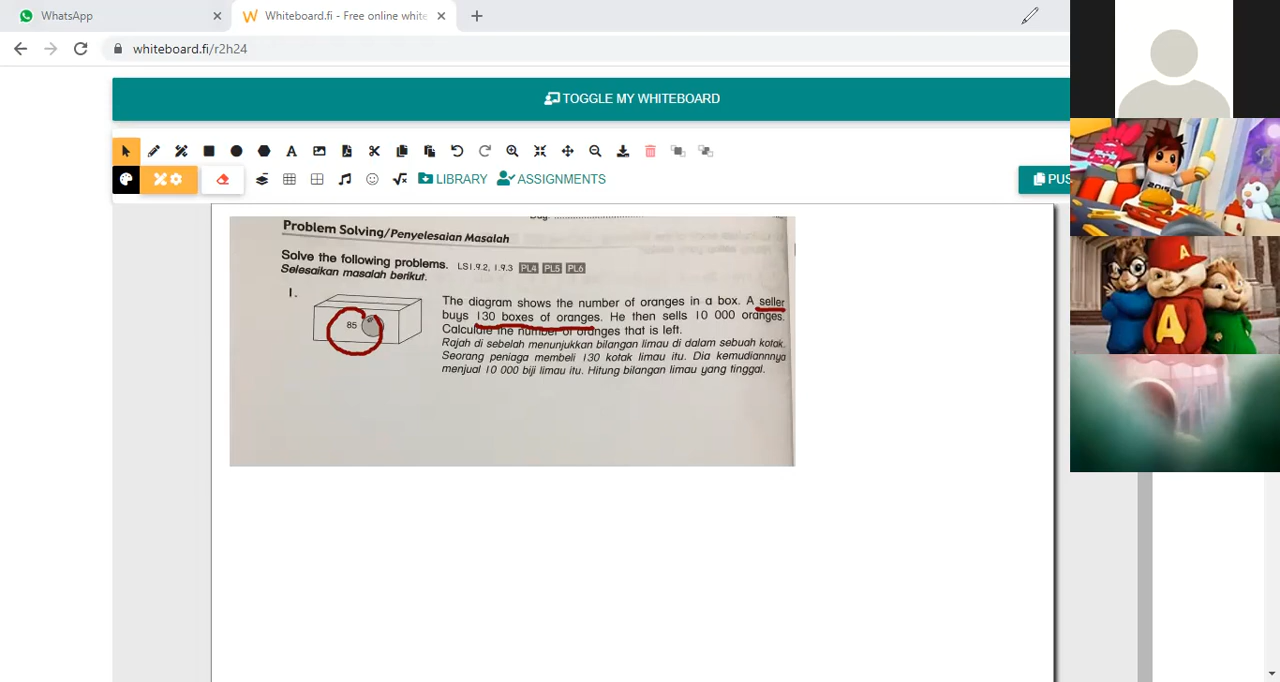 WhatsApp
Whiteboard.fi - Free online white
whiteboard.fi/r2h24
TOGGLE MY WHITEBOARD
A
LIBRARY
ASSIGNMENTS
PUS
2015
A
Problem Solving/Penyelesaian Masalah
Solve the following problems. LS1.9.2, 1.9.3 PL4 PL5 PL6
Selesaikan masalah berikut.
1.
85
The diagram shows the number of oranges in a box. A seller
buys 130 boxes of oranges. He then sells 10 000 oranges.
Calculate the number of oranges that is left.
Rajah di sebelah menunjukkan bilangan limau di dalam sebuah kotak.
Seorang peniaga membeli 130 kotak limau itu. Dia kemudiannnya
menjual 10 000 biji limau itu. Hitung bilangan limau yang tinggal.